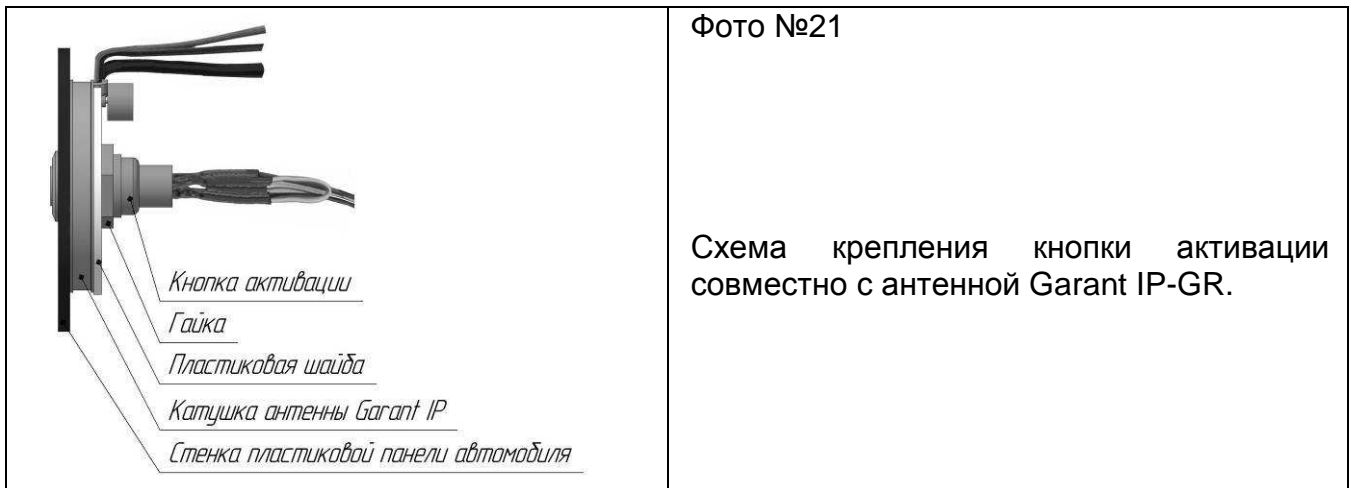 Кнопка активации
Гайка
Пластиковая шайба
Катушка антенны Garant IP
Стенка пластиковой панели автомобиля
Фото №21
Схема крепления кнопки активации
совместно с антенной Garant IP-GR.